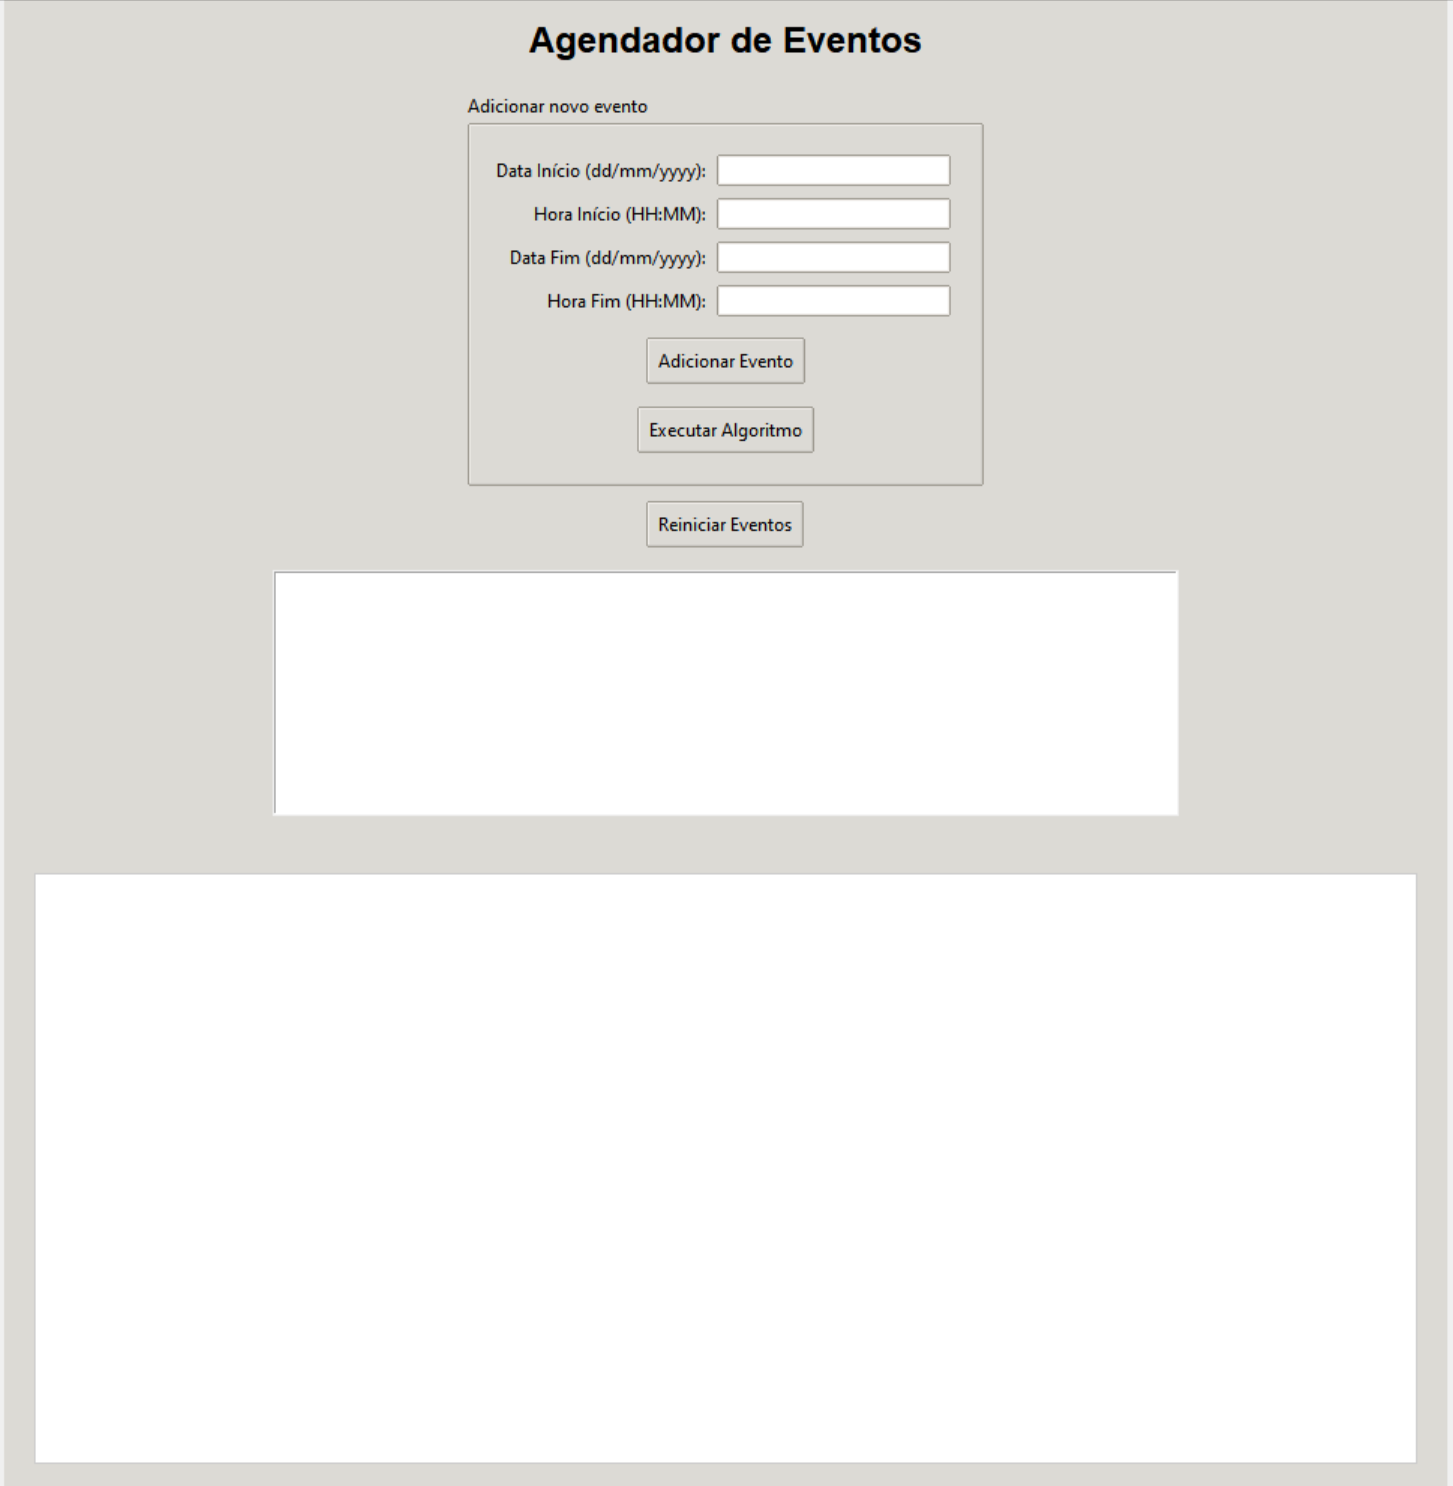 Agendador de Eventos
Adicionar novo evento
Data Início (dd/mm/yyyy):
Hora Início (HH:MM):
Data Fim (dd/mm/yyyy):
Hora Fim (HH:MM):
Adicionar Evento
Executar Algoritmo
Reiniciar Eventos